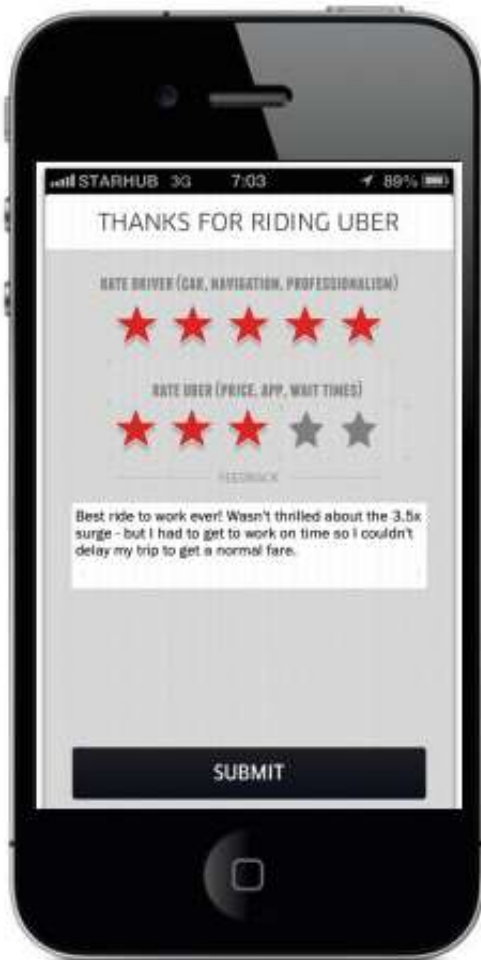 STARHUB 3G 7:03 89%
THANKS FOR RIDING UBER
RATE DRIVER (CAR, NAVIGATION, PROFESSIONALISM)
RATE UBER (PRICE, APP, WAIT TIMES)
FEEDBACK
Best ride to work ever! Wasn't thrilled about the 3.5x
surge - but I had to get to work on time so I couldn't
delay my trip to get a normal fare.
SUBMIT